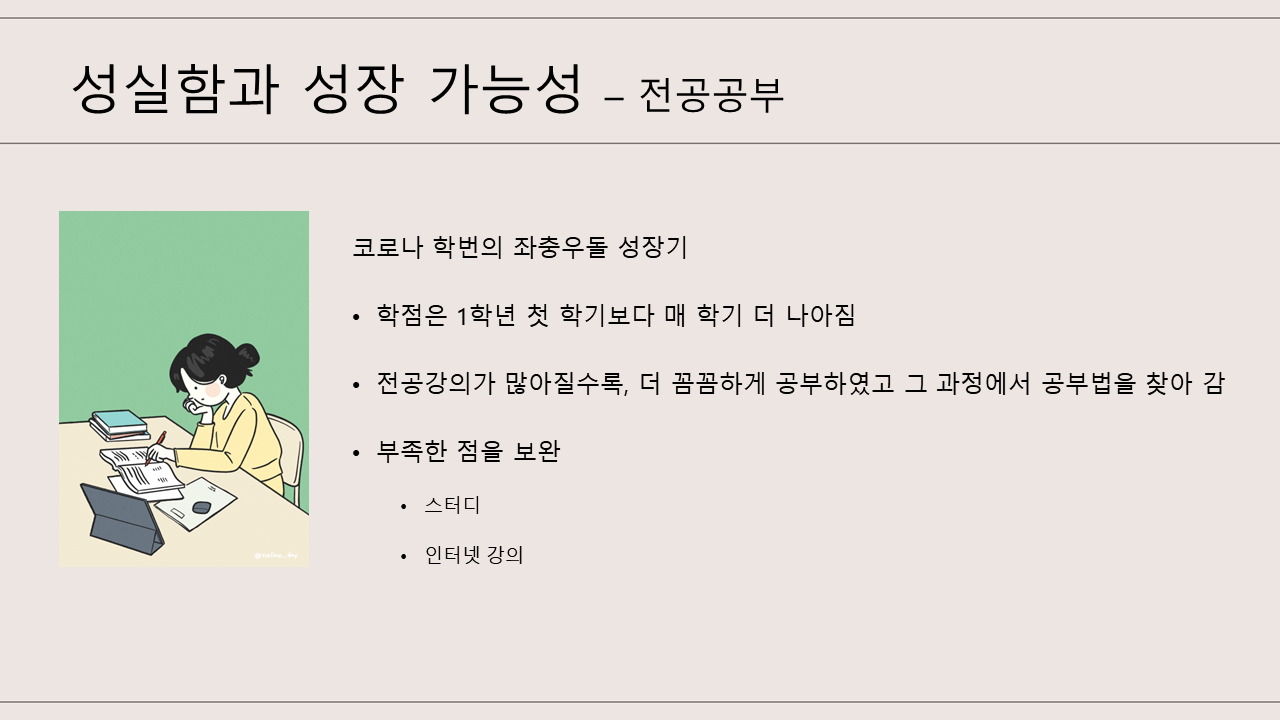 성실함과 성장 가능성 – 전공공부
코로나 학번의 좌충우돌 성장기
• 학점은 1학년 첫 학기보다 매 학기 더 나아짐
• 전공강의가 많아질수록, 더 꼼꼼하게 공부하였고 그 과정에서 공부법을 찾아 감
• 부족한 점을 보완
• 스터디
• 인터넷 강의